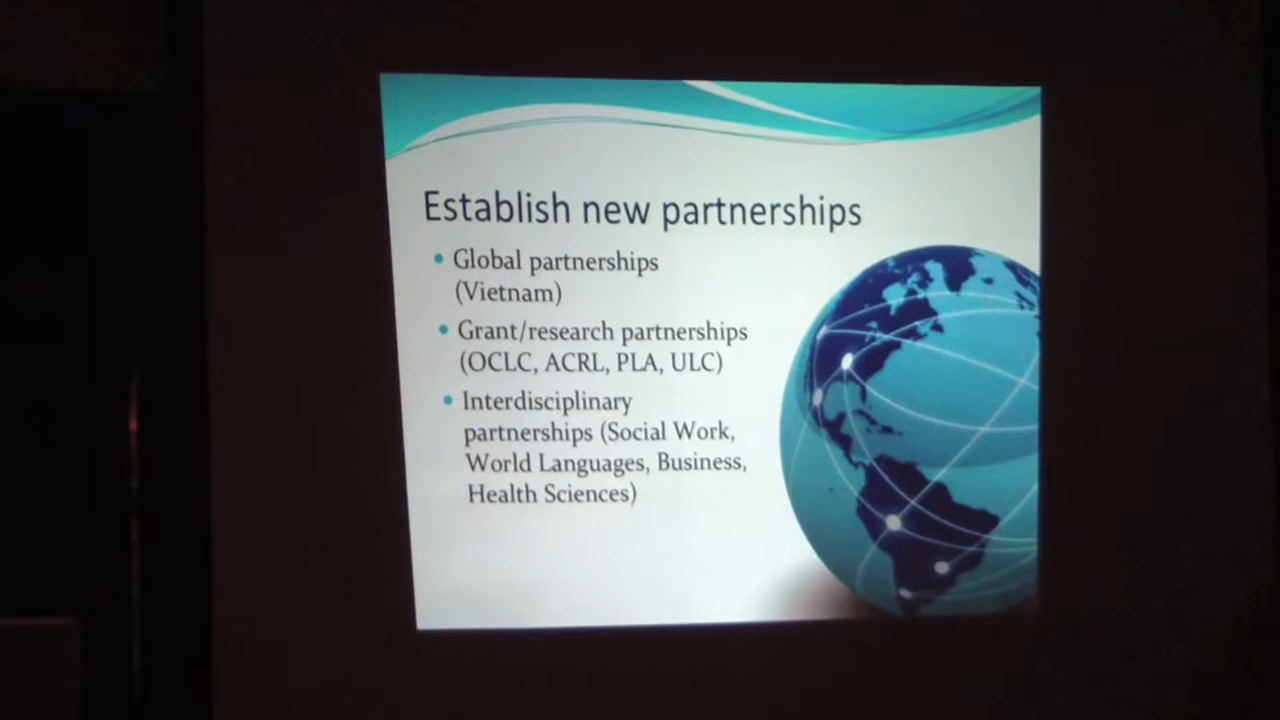 Establish new partnerships
• Global partnerships
(Vietnam)
• Grant/research partnerships
(OCLC, ACRL, PLA, ULC)
• Interdisciplinary
partnerships (Social Work,
World Languages, Business,
Health Sciences)